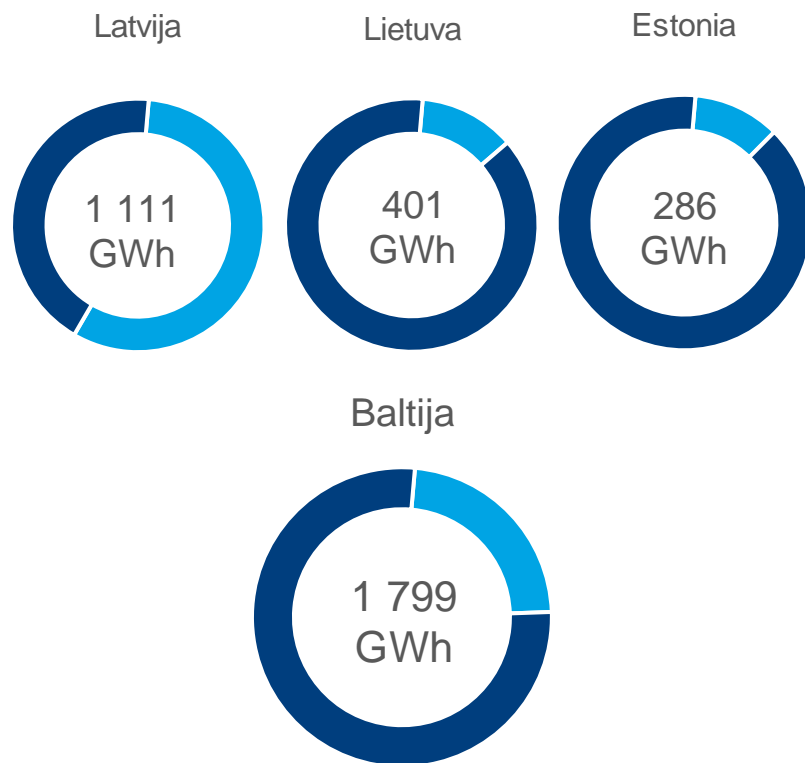 Latvija
Lietuva
Estonia
1 111
GWh
401
GWh
286
GWh
Baltija
1 799
GWh